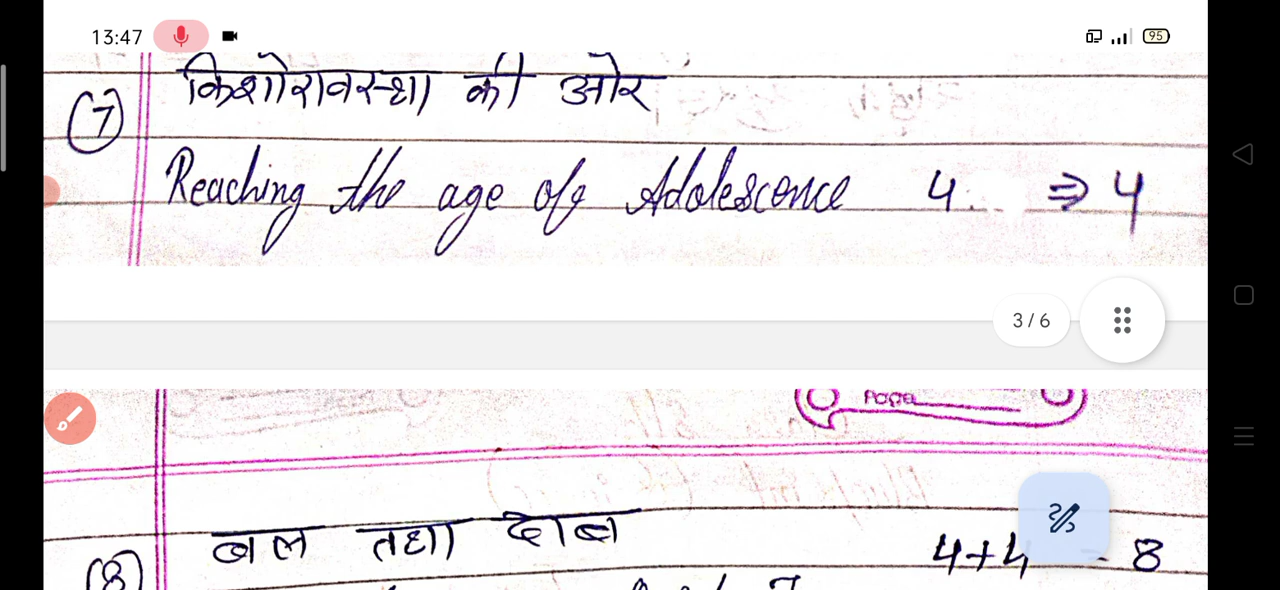 13:47 95
किशोरावस्था की ओर
(7)
Reaching the age of Adolescence 4 ⇒ 4
3 / 6
Page
बल तथा दाब
(8) 4+4 = 8